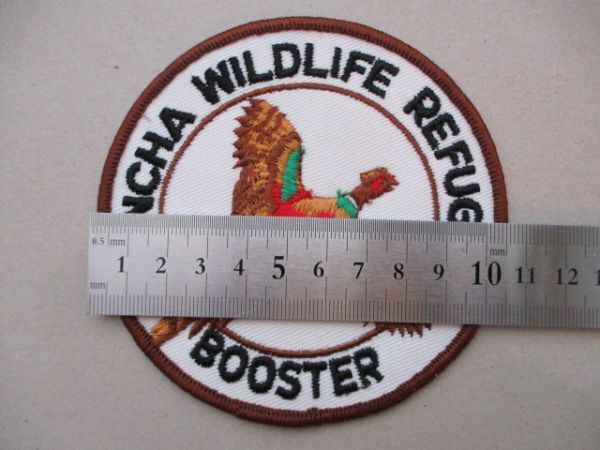 NCHA WILDLIFE REFUG
0.5 mm
1 2 3 4 5 6 7 8 9 10 11 12
mm
BOOSTER